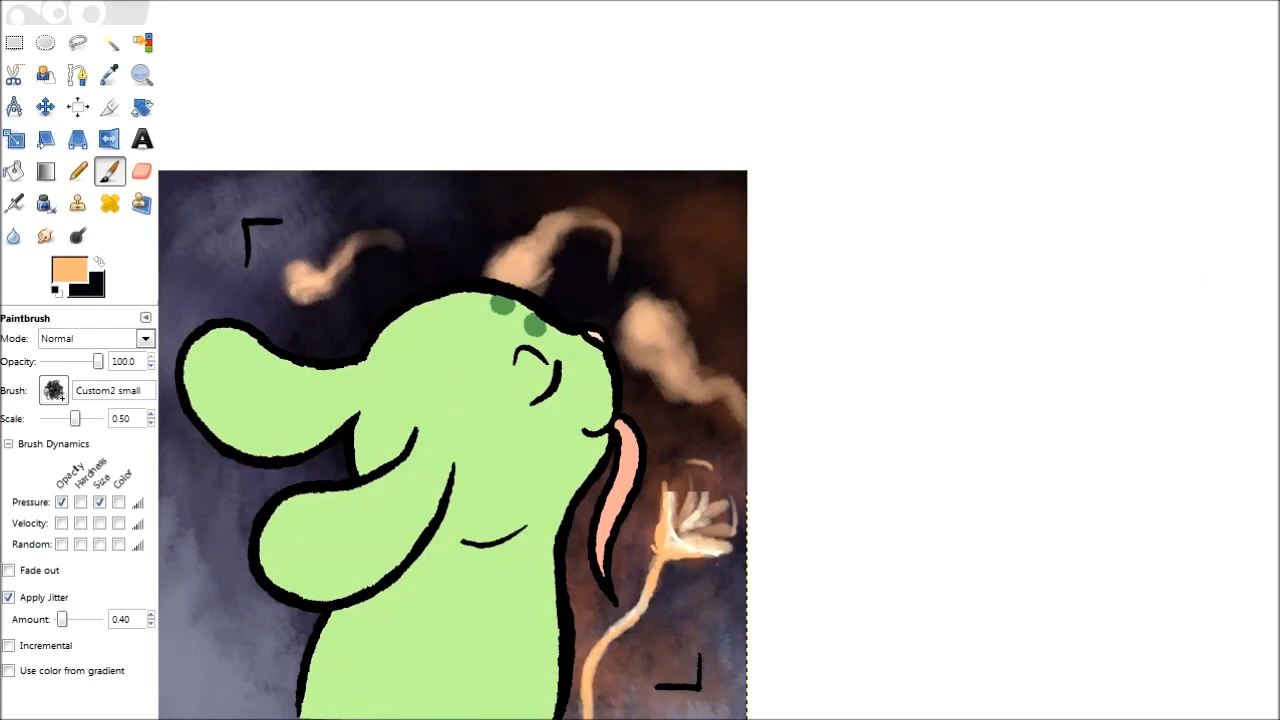 Paintbrush
Mode: Normal
Opacity: 100.0
Brush: Custom2 small
Scale: 0.50
Brush Dynamics
Opacity Hardness Size Color
Pressure:
Velocity:
Random:
Fade out
Apply Jitter
Amount: 0.40
Incremental
Use color from gradient